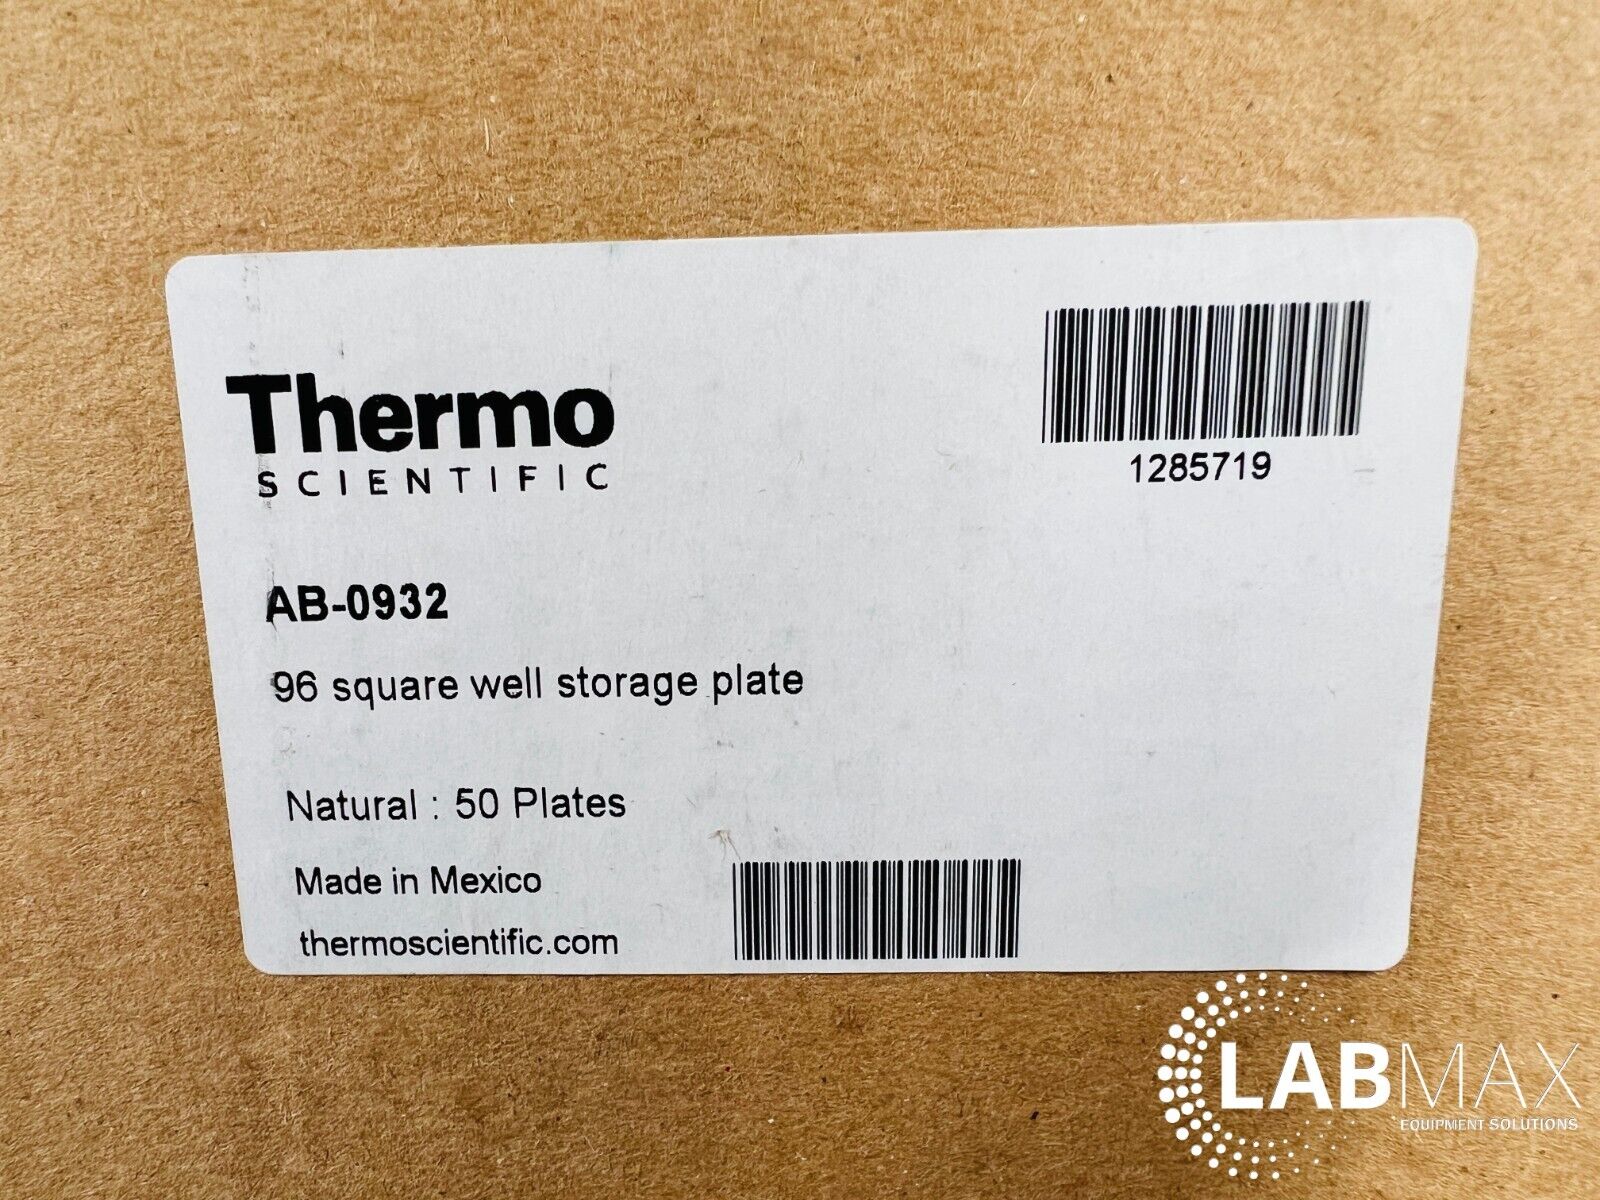 Thermo
SCIENTIFIC
1285719
AB-0932
96 square well storage plate
Natural : 50 Plates
Made in Mexico
thermoscientific.com
LABMAX
EQUIPMENT SOLUTIONS